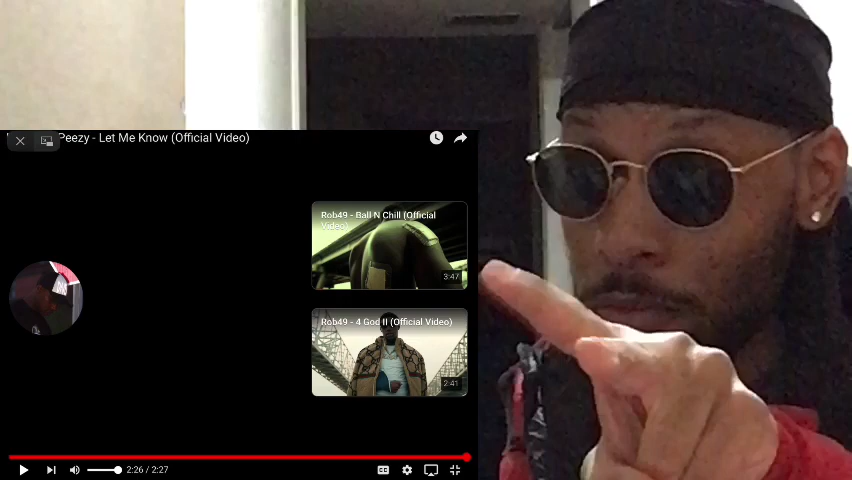 Peezy - Let Me Know (Official Video)
Rob49 - Ball N Chill (Official
Video)
3:47
Rob49 - 4 God II (Official Video)
2:41
2:26 / 2:27
CC